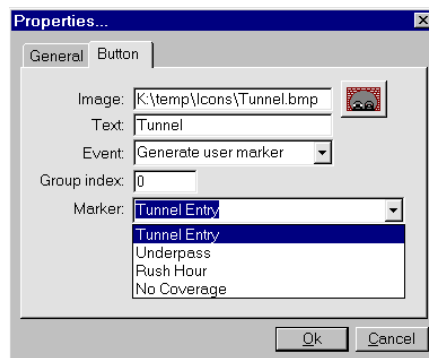 Properties...
General Button
Image: K:\temp\Icons\Tunnel.bmp
Text: Tunnel
Event: Generate user marker
Group index: 0
Marker: Tunnel Entry
Tunnel Entry
Underpass
Rush Hour
No Coverage
Ok Cancel